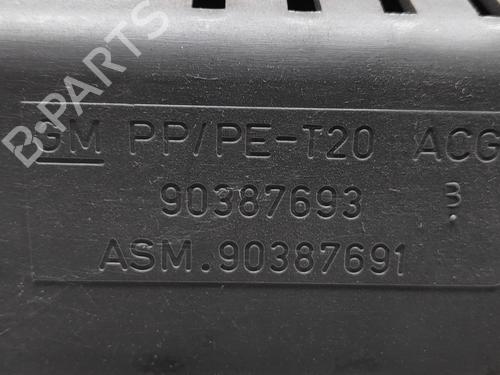 B-PARTS
GM PP/PE-T20 ACG
90387693 3
ASM.90387691